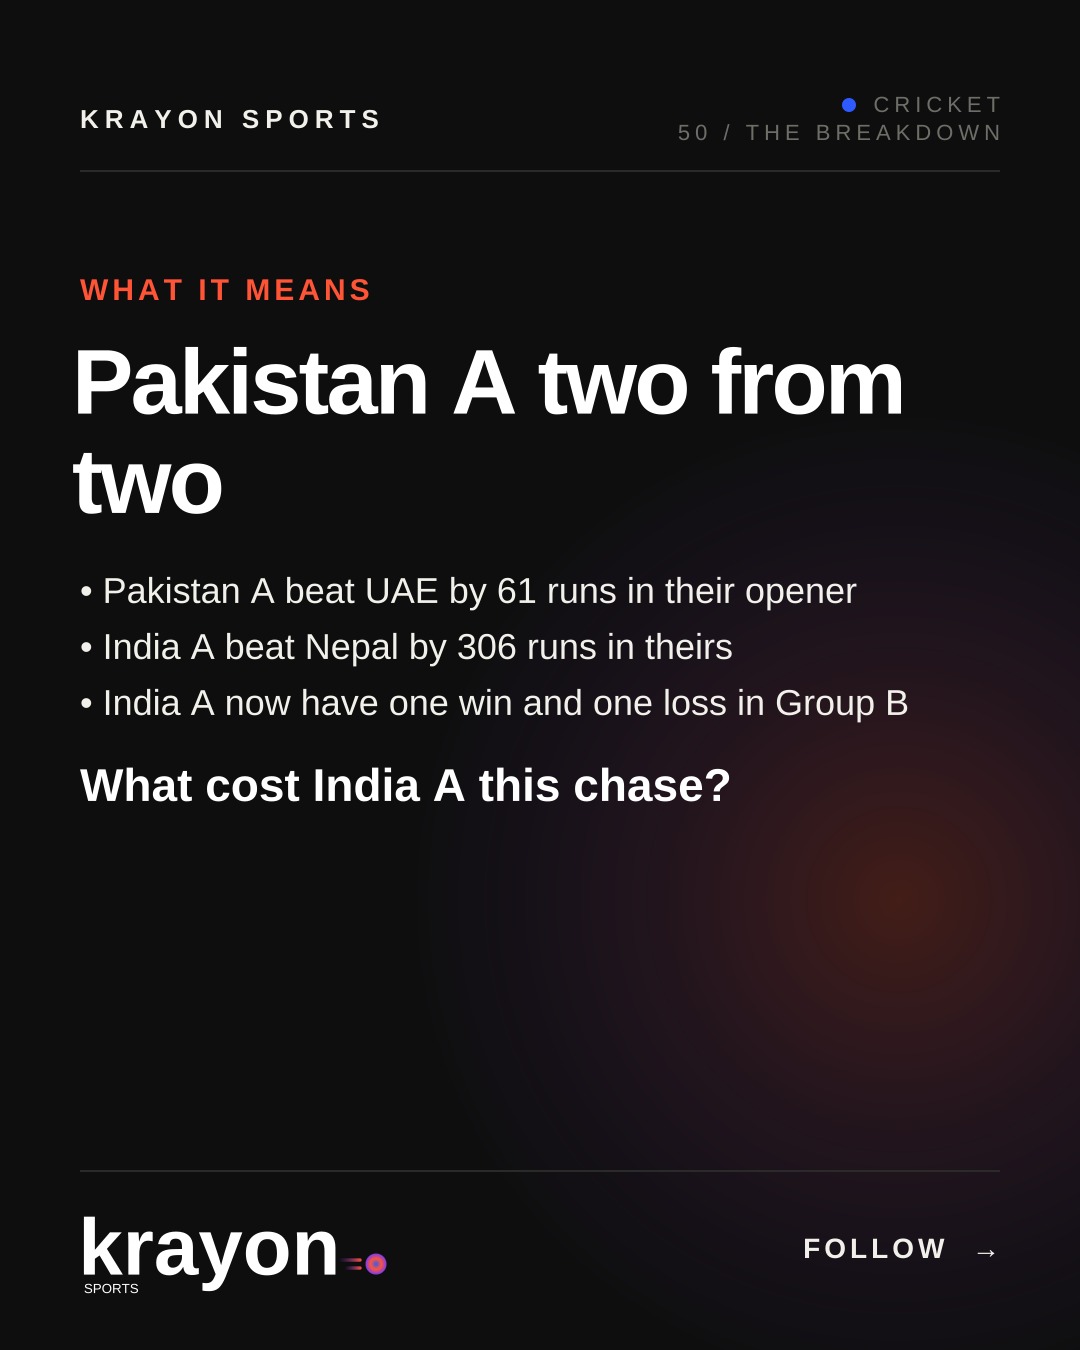 KRAYON SPORTS
● CRICKET
50 / THE BREAKDOWN
WHAT IT MEANS
Pakistan A two from
two
• Pakistan A beat UAE by 61 runs in their opener
• India A beat Nepal by 306 runs in theirs
• India A now have one win and one loss in Group B
What cost India A this chase?
krayon
SPORTS
FOLLOW →